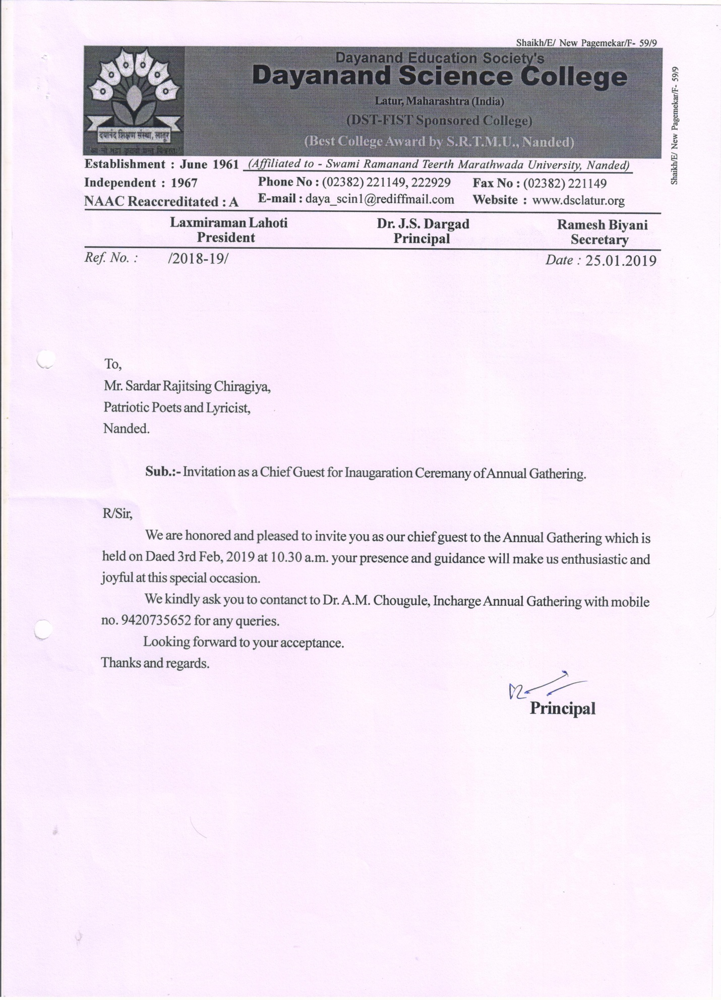 Shaikh/E/ New Pagemekar/F- 59/9
Dayanand Education Society's
Dayanand Science College
Latur, Maharashtra (India)
(DST-FIST Sponsored College)
(Best College Award by S.R.T.M.U., Nanded)
दयानंद शिक्षण संस्था, लातूर
Shaikh/E/ New Pagemekar/F- 59/9
Establishment : June 1961 (Affiliated to - Swami Ramanand Teerth Marathwada University, Nanded)
Independent : 1967 Phone No : (02382) 221149, 222929 Fax No : (02382) 221149
NAAC Reaccreditated : A E-mail : daya_scin1@rediffmail.com Website : www.dsclatur.org
Laxmiraman Lahoti Dr. J.S. Dargad Ramesh Biyani
President Principal Secretary
Ref. No. : /2018-19/ Date : 25.01.2019
To,
Mr. Sardar Rajitsing Chiragiya,
Patriotic Poets and Lyricist,
Nanded.
Sub.:- Invitation as a Chief Guest for Inaugaration Ceremany of Annual Gathering.
R/Sir,
We are honored and pleased to invite you as our chief guest to the Annual Gathering which is
held on Daed 3rd Feb, 2019 at 10.30 a.m. your presence and guidance will make us enthusiastic and
joyful at this special occasion.
We kindly ask you to contanct to Dr. A.M. Chougule, Incharge Annual Gathering with mobile
no. 9420735652 for any queries.
Looking forward to your acceptance.
Thanks and regards.
Principal